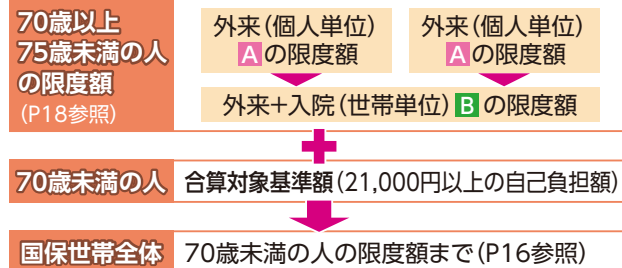 70歳以上
75歳未満の人
の限度額
(P18参照)
外来(個人単位)
Aの限度額
外来(個人単位)
Aの限度額
外来+入院(世帯単位)Bの限度額
+
70歳未満の人 合算対象基準額(21,000円以上の自己負担額)
国保世帯全体 70歳未満の人の限度額まで(P16参照)